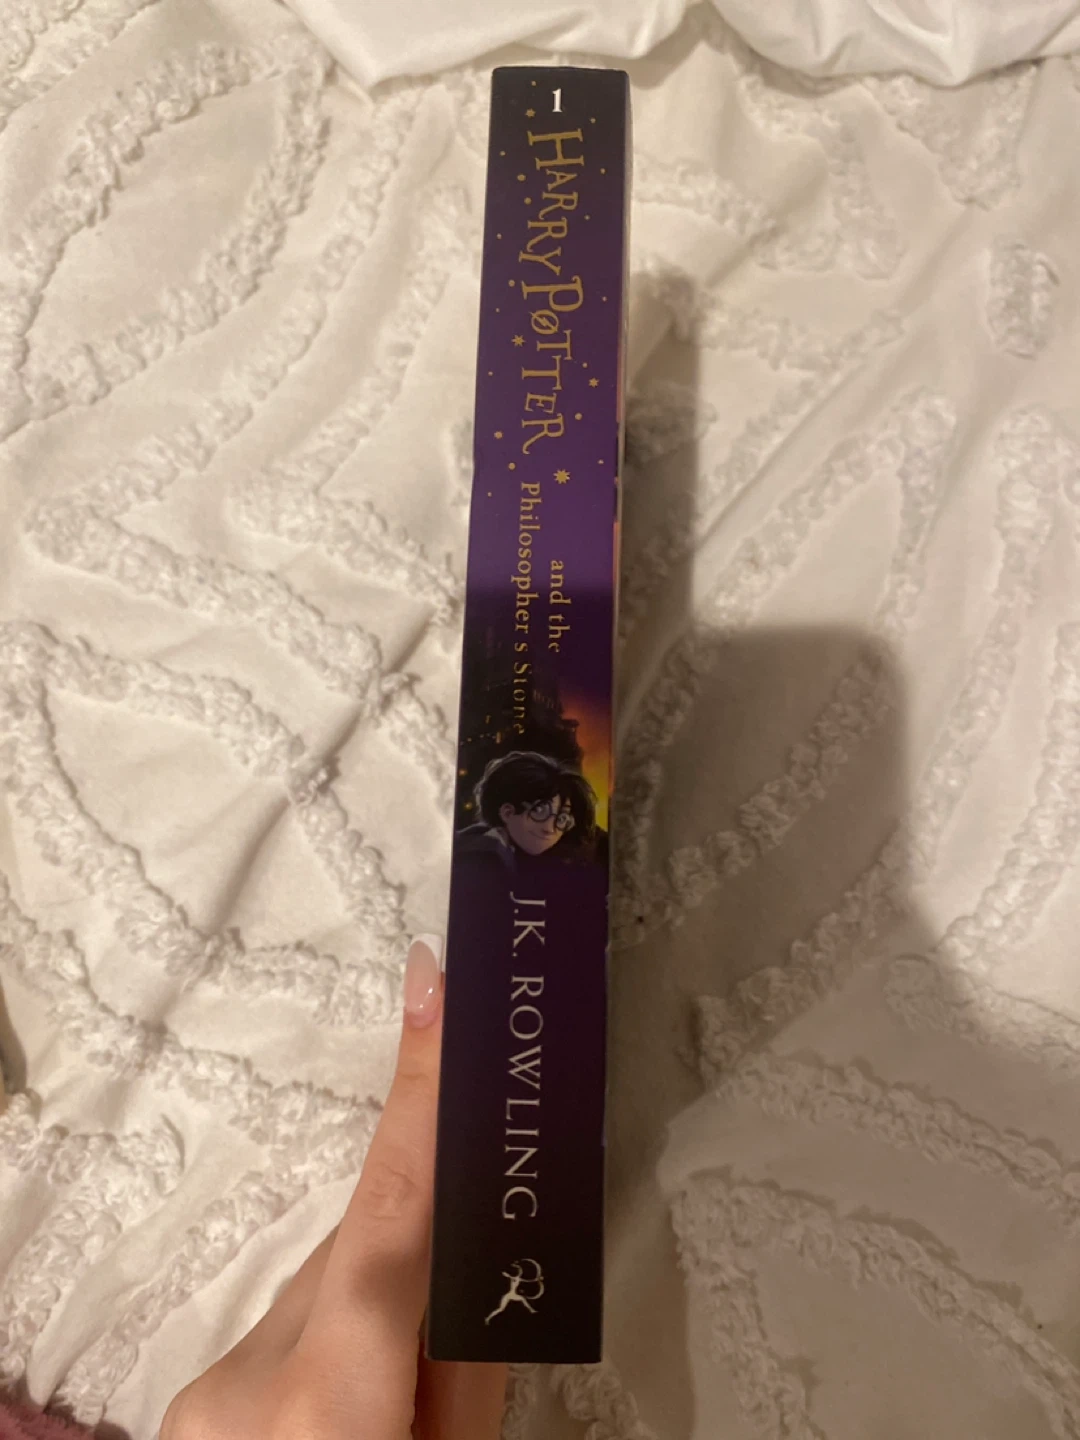 1
HARRY POTTER
and the
Philosopher's Stone
J.K. ROWLING